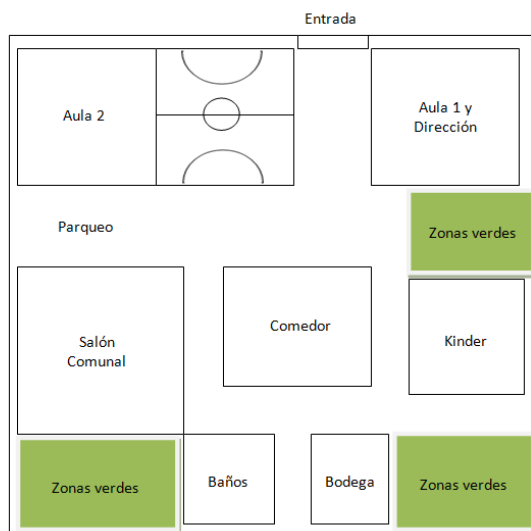 Entrada
Aula 2
Aula 1 y
Dirección
Parqueo
Zonas verdes
Salón
Comunal
Comedor
Kinder
Zonas verdes
Baños
Bodega
Zonas verdes